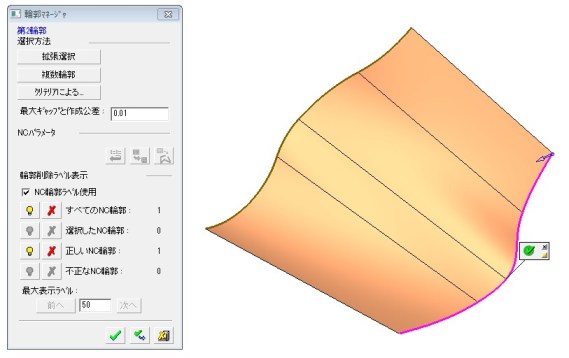 輪郭ﾏﾈｰｼﾞｬ
第2輪郭
選択方法
拡張選択
複数輪郭
ｸﾘﾃﾘｱによる...
最大ｷﾞｬｯﾌﾟと作成公差 : 0.01
NCﾊﾟﾗﾒｰﾀ
輪郭削除ﾗﾍﾞﾙ表示
NC輪郭ﾗﾍﾞﾙ使用
すべてのNC輪郭 : 1
選択したNC輪郭 : 0
正しいNC輪郭 : 1
不正なNC輪郭 : 0
最大表示ﾗﾍﾞﾙ :
前へ 50 次へ